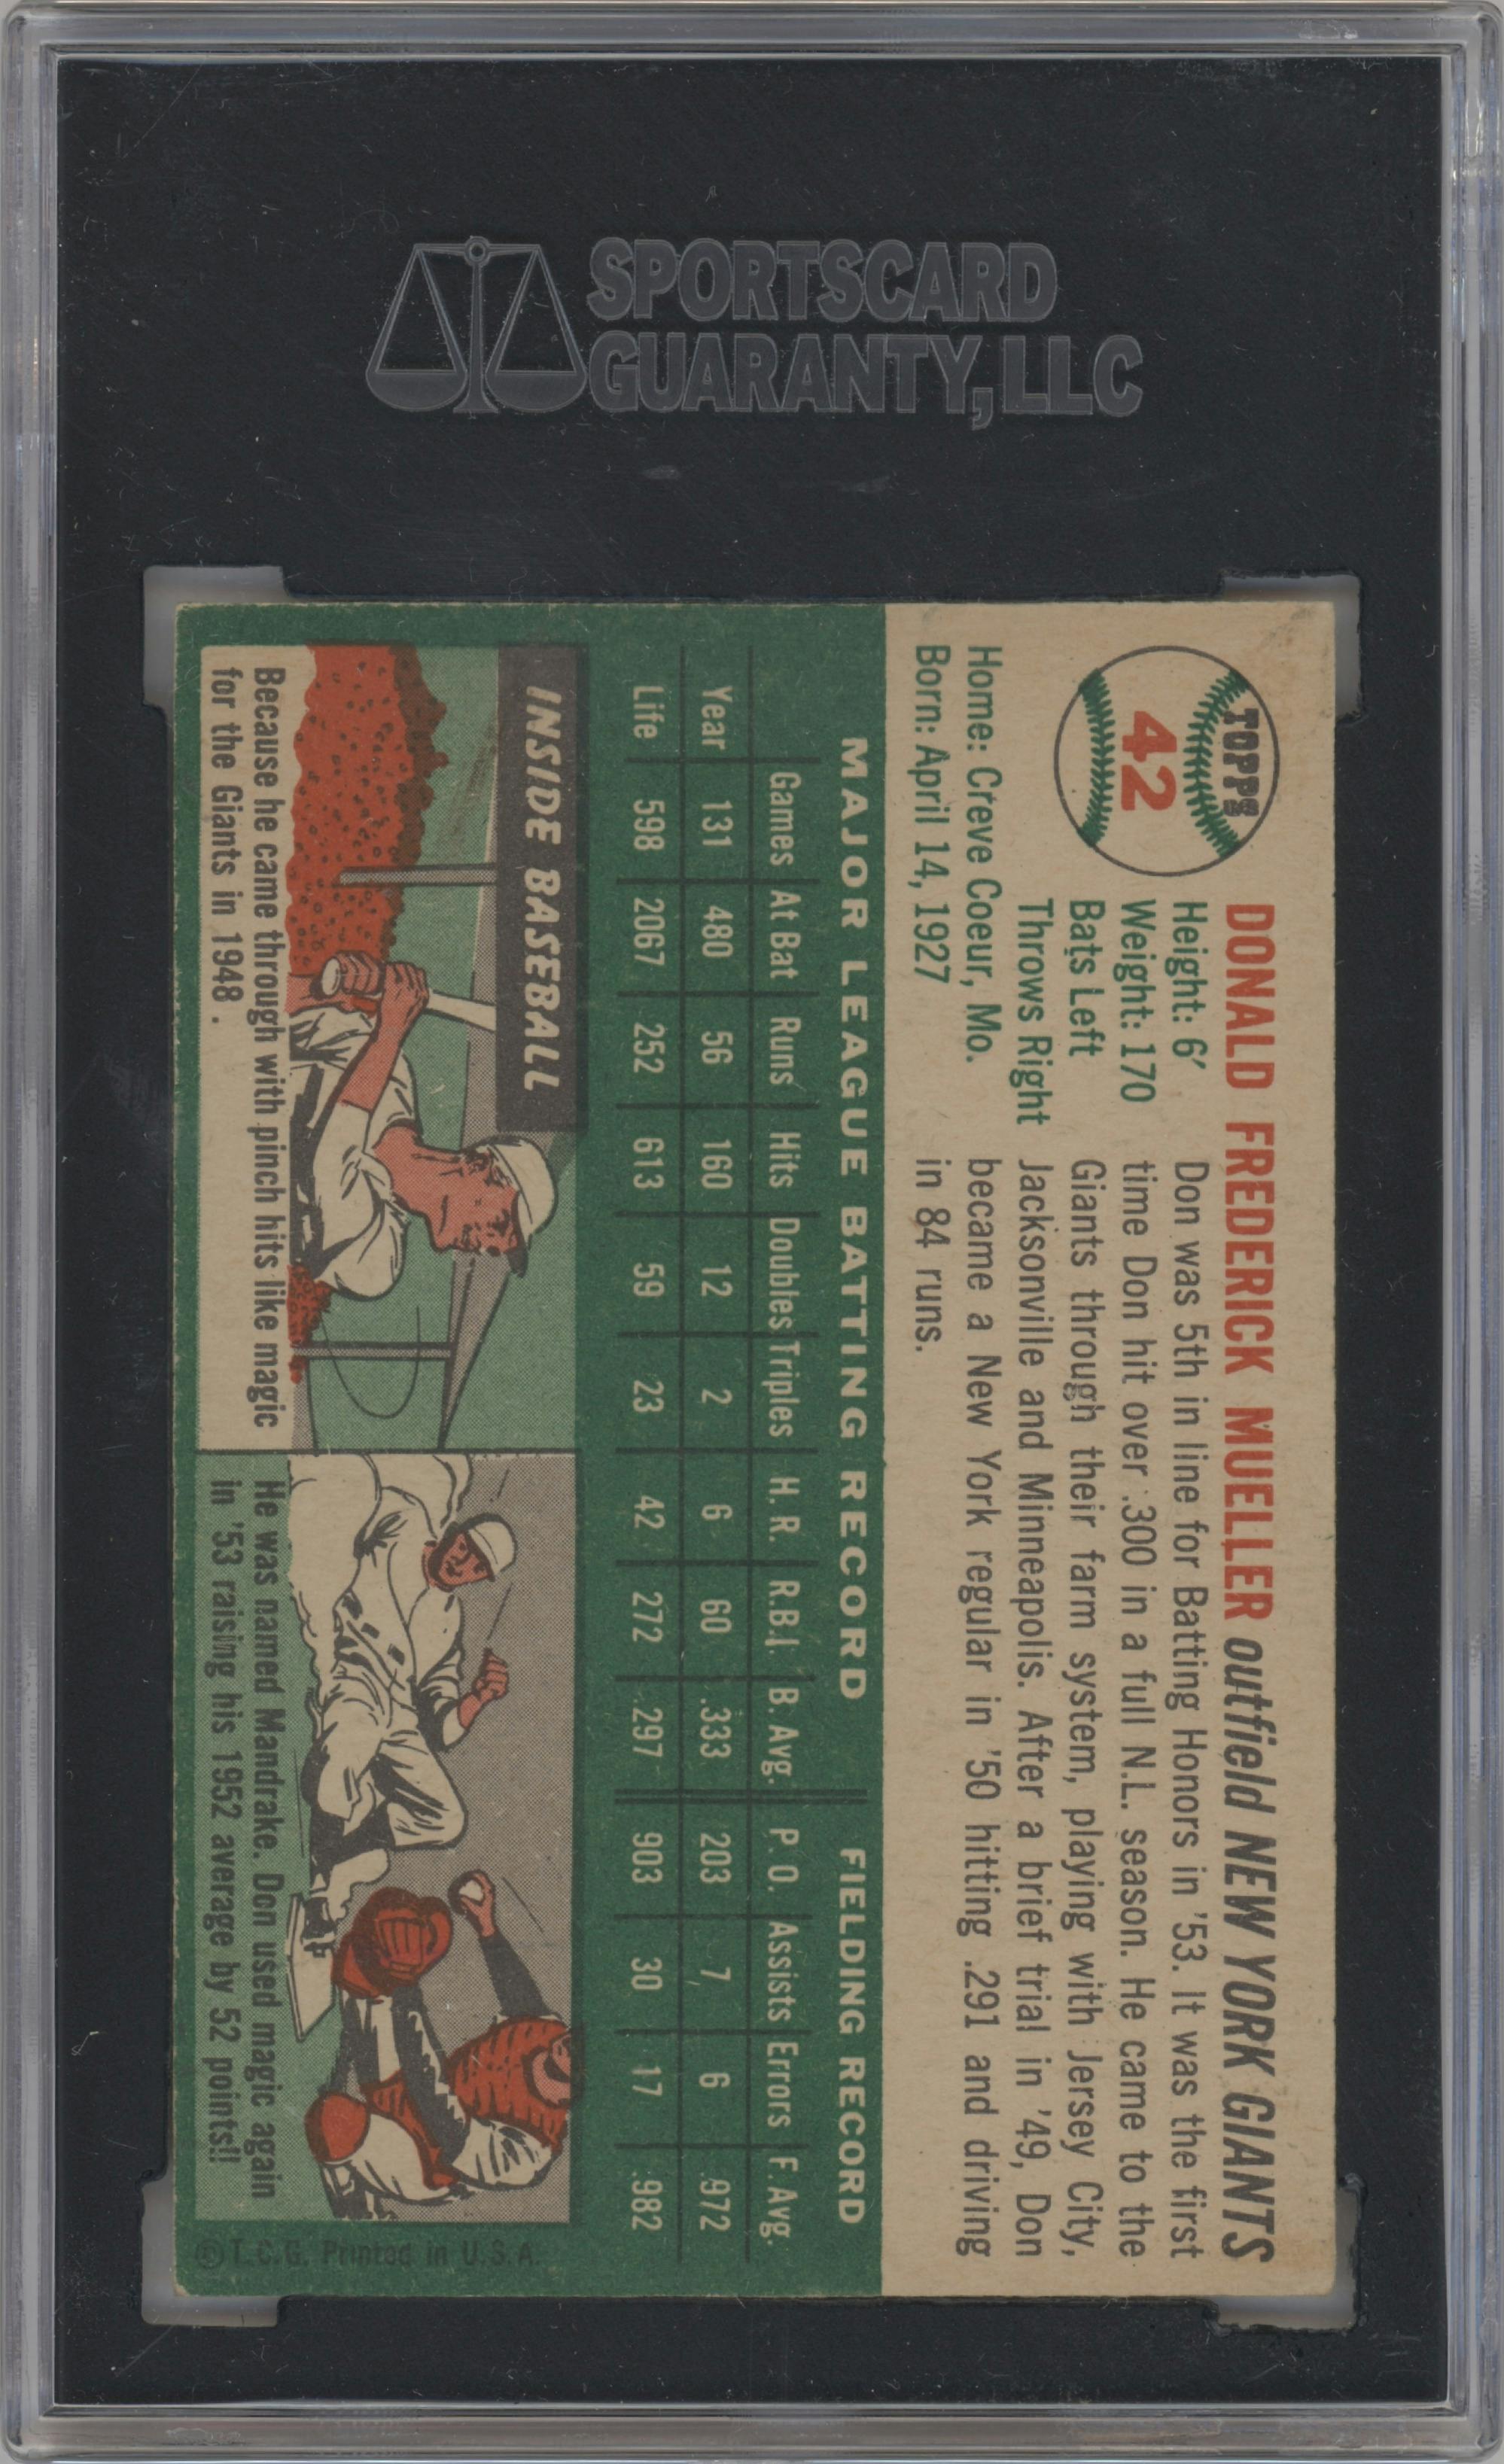 SPORTSCARD
GUARANTY, LLC
TOPPS
42
DONALD FREDERICK MUELLER outfield NEW YORK GIANTS
Height: 6′
Weight: 170
Bats Left
Throws Right
Home: Creve Coeur, Mo.
Born: April 14, 1927
Don was 5th in line for Batting Honors in '53. It was the first
time Don hit over .300 in a full N.L. season. He came to the
Giants through their farm system, playing with Jersey City,
Jacksonville and Minneapolis. After a brief trial in '49, Don
became a New York regular in '50 hitting .291 and driving
in 84 runs.
MAJOR LEAGUE BATTING RECORD FIELDING RECORD
Games At Bat Runs Hits Doubles Triples H. R. R.B.I. B. Avg. P. O. Assists Errors F. Avg.
Year 131 480 56 160 12 2 6 60 .333 203 7 6 .972
Life 598 2067 252 613 59 23 42 272 .297 903 30 17 .982
INSIDE BASEBALL
Because he came through with pinch hits like magic
for the Giants in 1948 .
He was named Mandrake. Don used magic again
in '53 raising his 1952 average by 52 points!!
© T.C.G. Printed in U.S.A.